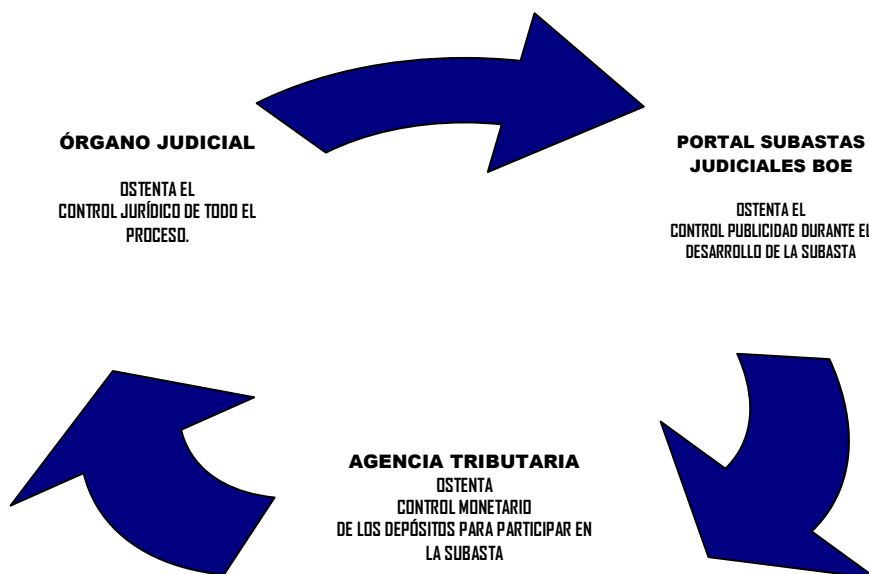 ÓRGANO JUDICIAL
OSTENTA EL
CONTROL JURÍDICO DE TODO EL
PROCESO.
PORTAL SUBASTAS
JUDICIALES BOE
OSTENTA EL
CONTROL PUBLICIDAD DURANTE EL
DESARROLLO DE LA SUBASTA
AGENCIA TRIBUTARIA
OSTENTA
CONTROL MONETARIO
DE LOS DEPÓSITOS PARA PARTICIPAR EN
LA SUBASTA